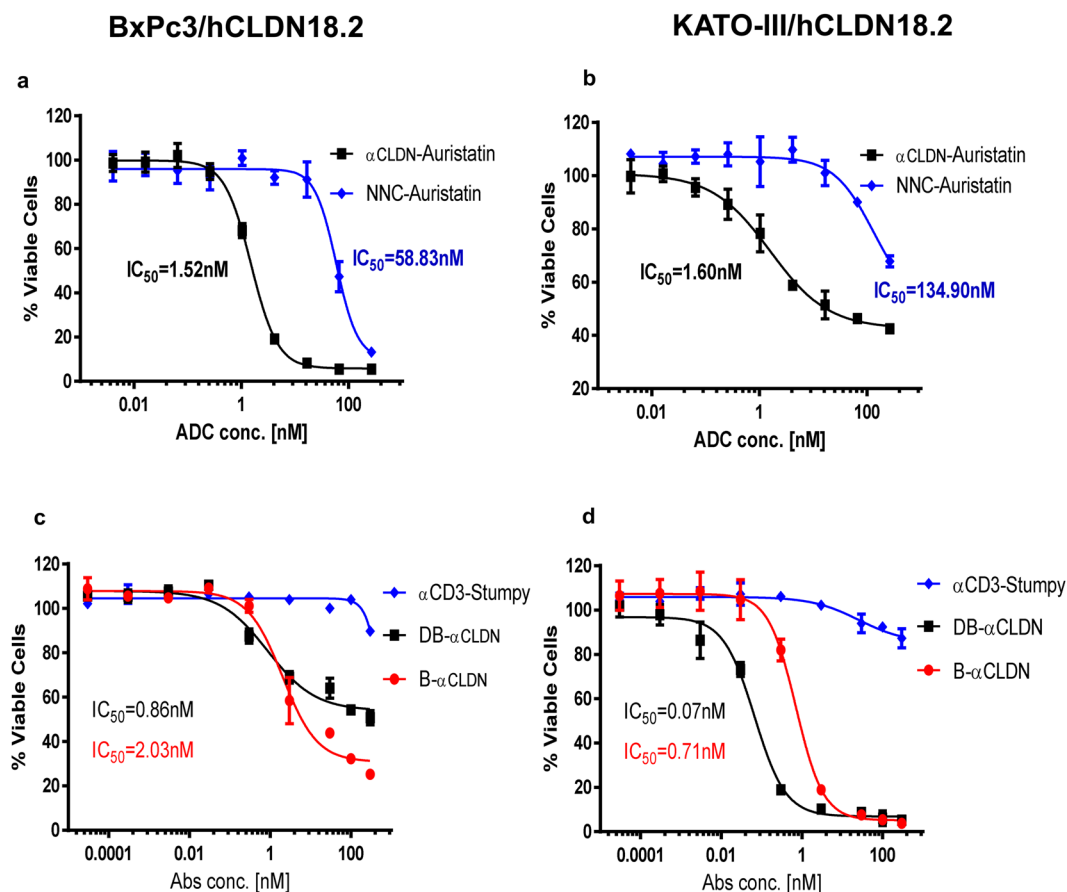 BxPc3/hCLDN18.2
KATO-III/hCLDN18.2
a
120
100
80
60
40
20
0
% Viable Cells
0.01
1
100
ADC conc. [nM]
αCLDN-Auristatin
NNC-Auristatin
IC50=1.52nM
IC50=58.83nM
b
120
100
80
60
40
20
% Viable Cells
0.01
1
100
ADC conc. [nM]
αCLDN-Auristatin
NNC-Auristatin
IC50=1.60nM
IC50=134.90nM
c
120
100
80
60
40
20
0
% Viable Cells
0.0001
0.01
1
100
Abs conc. [nM]
αCD3-Stumpy
DB-αCLDN
B-αCLDN
IC50=0.86nM
IC50=2.03nM
d
120
100
80
60
40
20
0
% Viable Cells
0.0001
0.01
1
100
Abs conc. [nM]
αCD3-Stumpy
DB-αCLDN
B-αCLDN
IC50=0.07nM
IC50=0.71nM